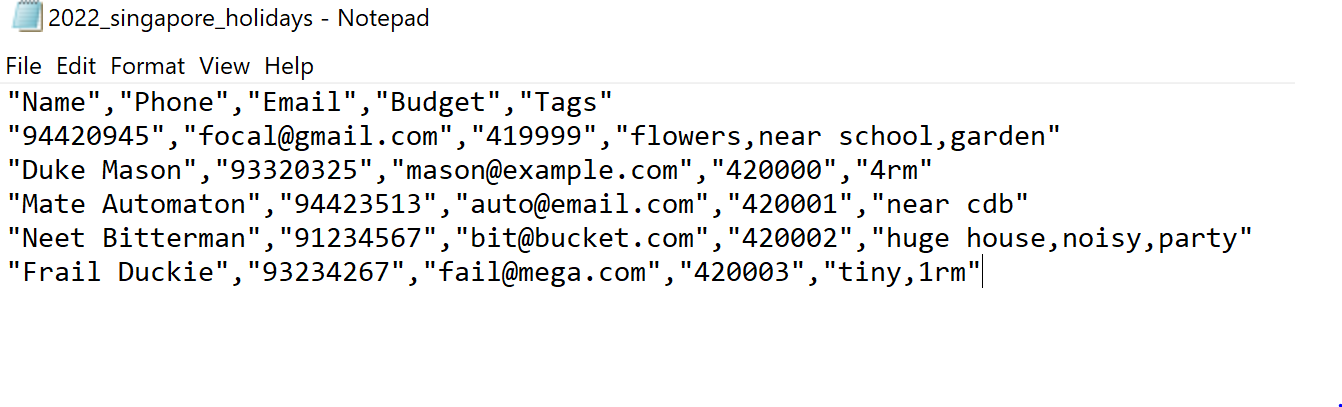 2022_singapore_holidays - Notepad
File Edit Format View Help
"Name","Phone","Email","Budget","Tags"
"94420945","focal@gmail.com","419999","flowers,near school,garden"
"Duke Mason","93320325","mason@example.com","420000","4rm"
"Mate Automaton","94423513","auto@email.com","420001","near cdb"
"Neet Bitterman","91234567","bit@bucket.com","420002","huge house,noisy,party"
"Frail Duckie","93234267","fail@mega.com","420003","tiny,1rm"